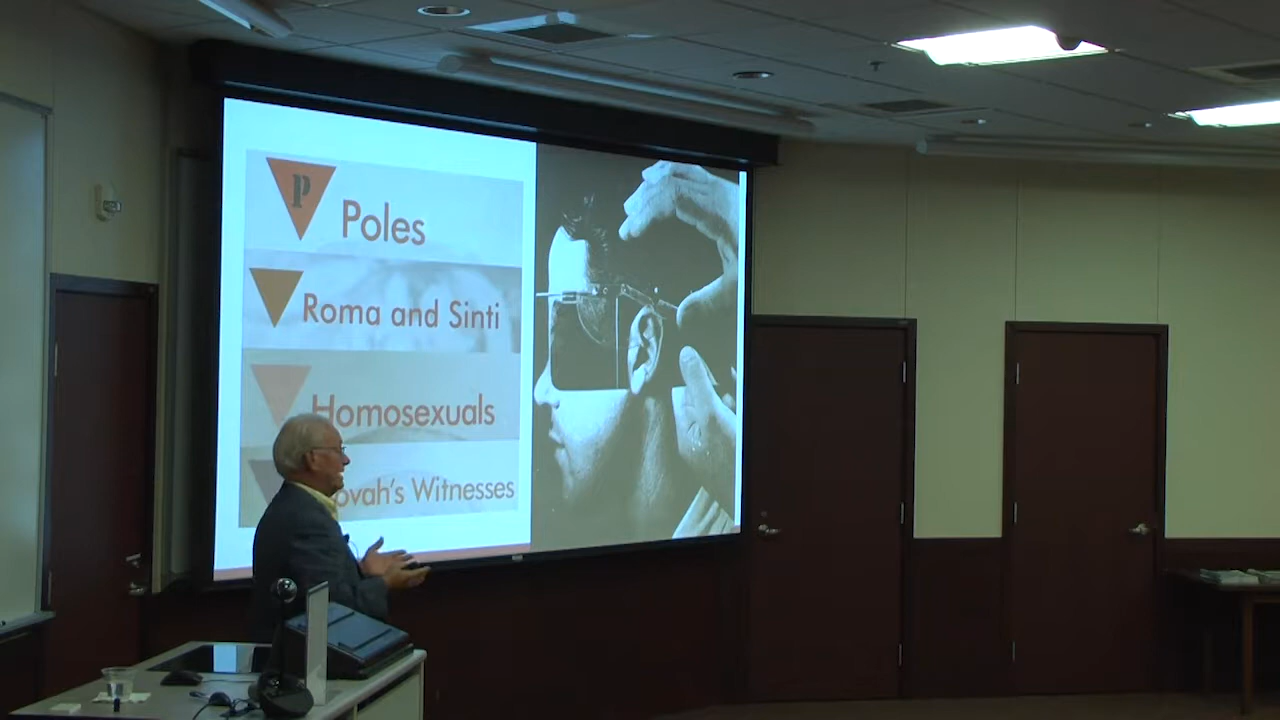 P
Poles
Roma and Sinti
Homosexuals
ovah's Witnesses